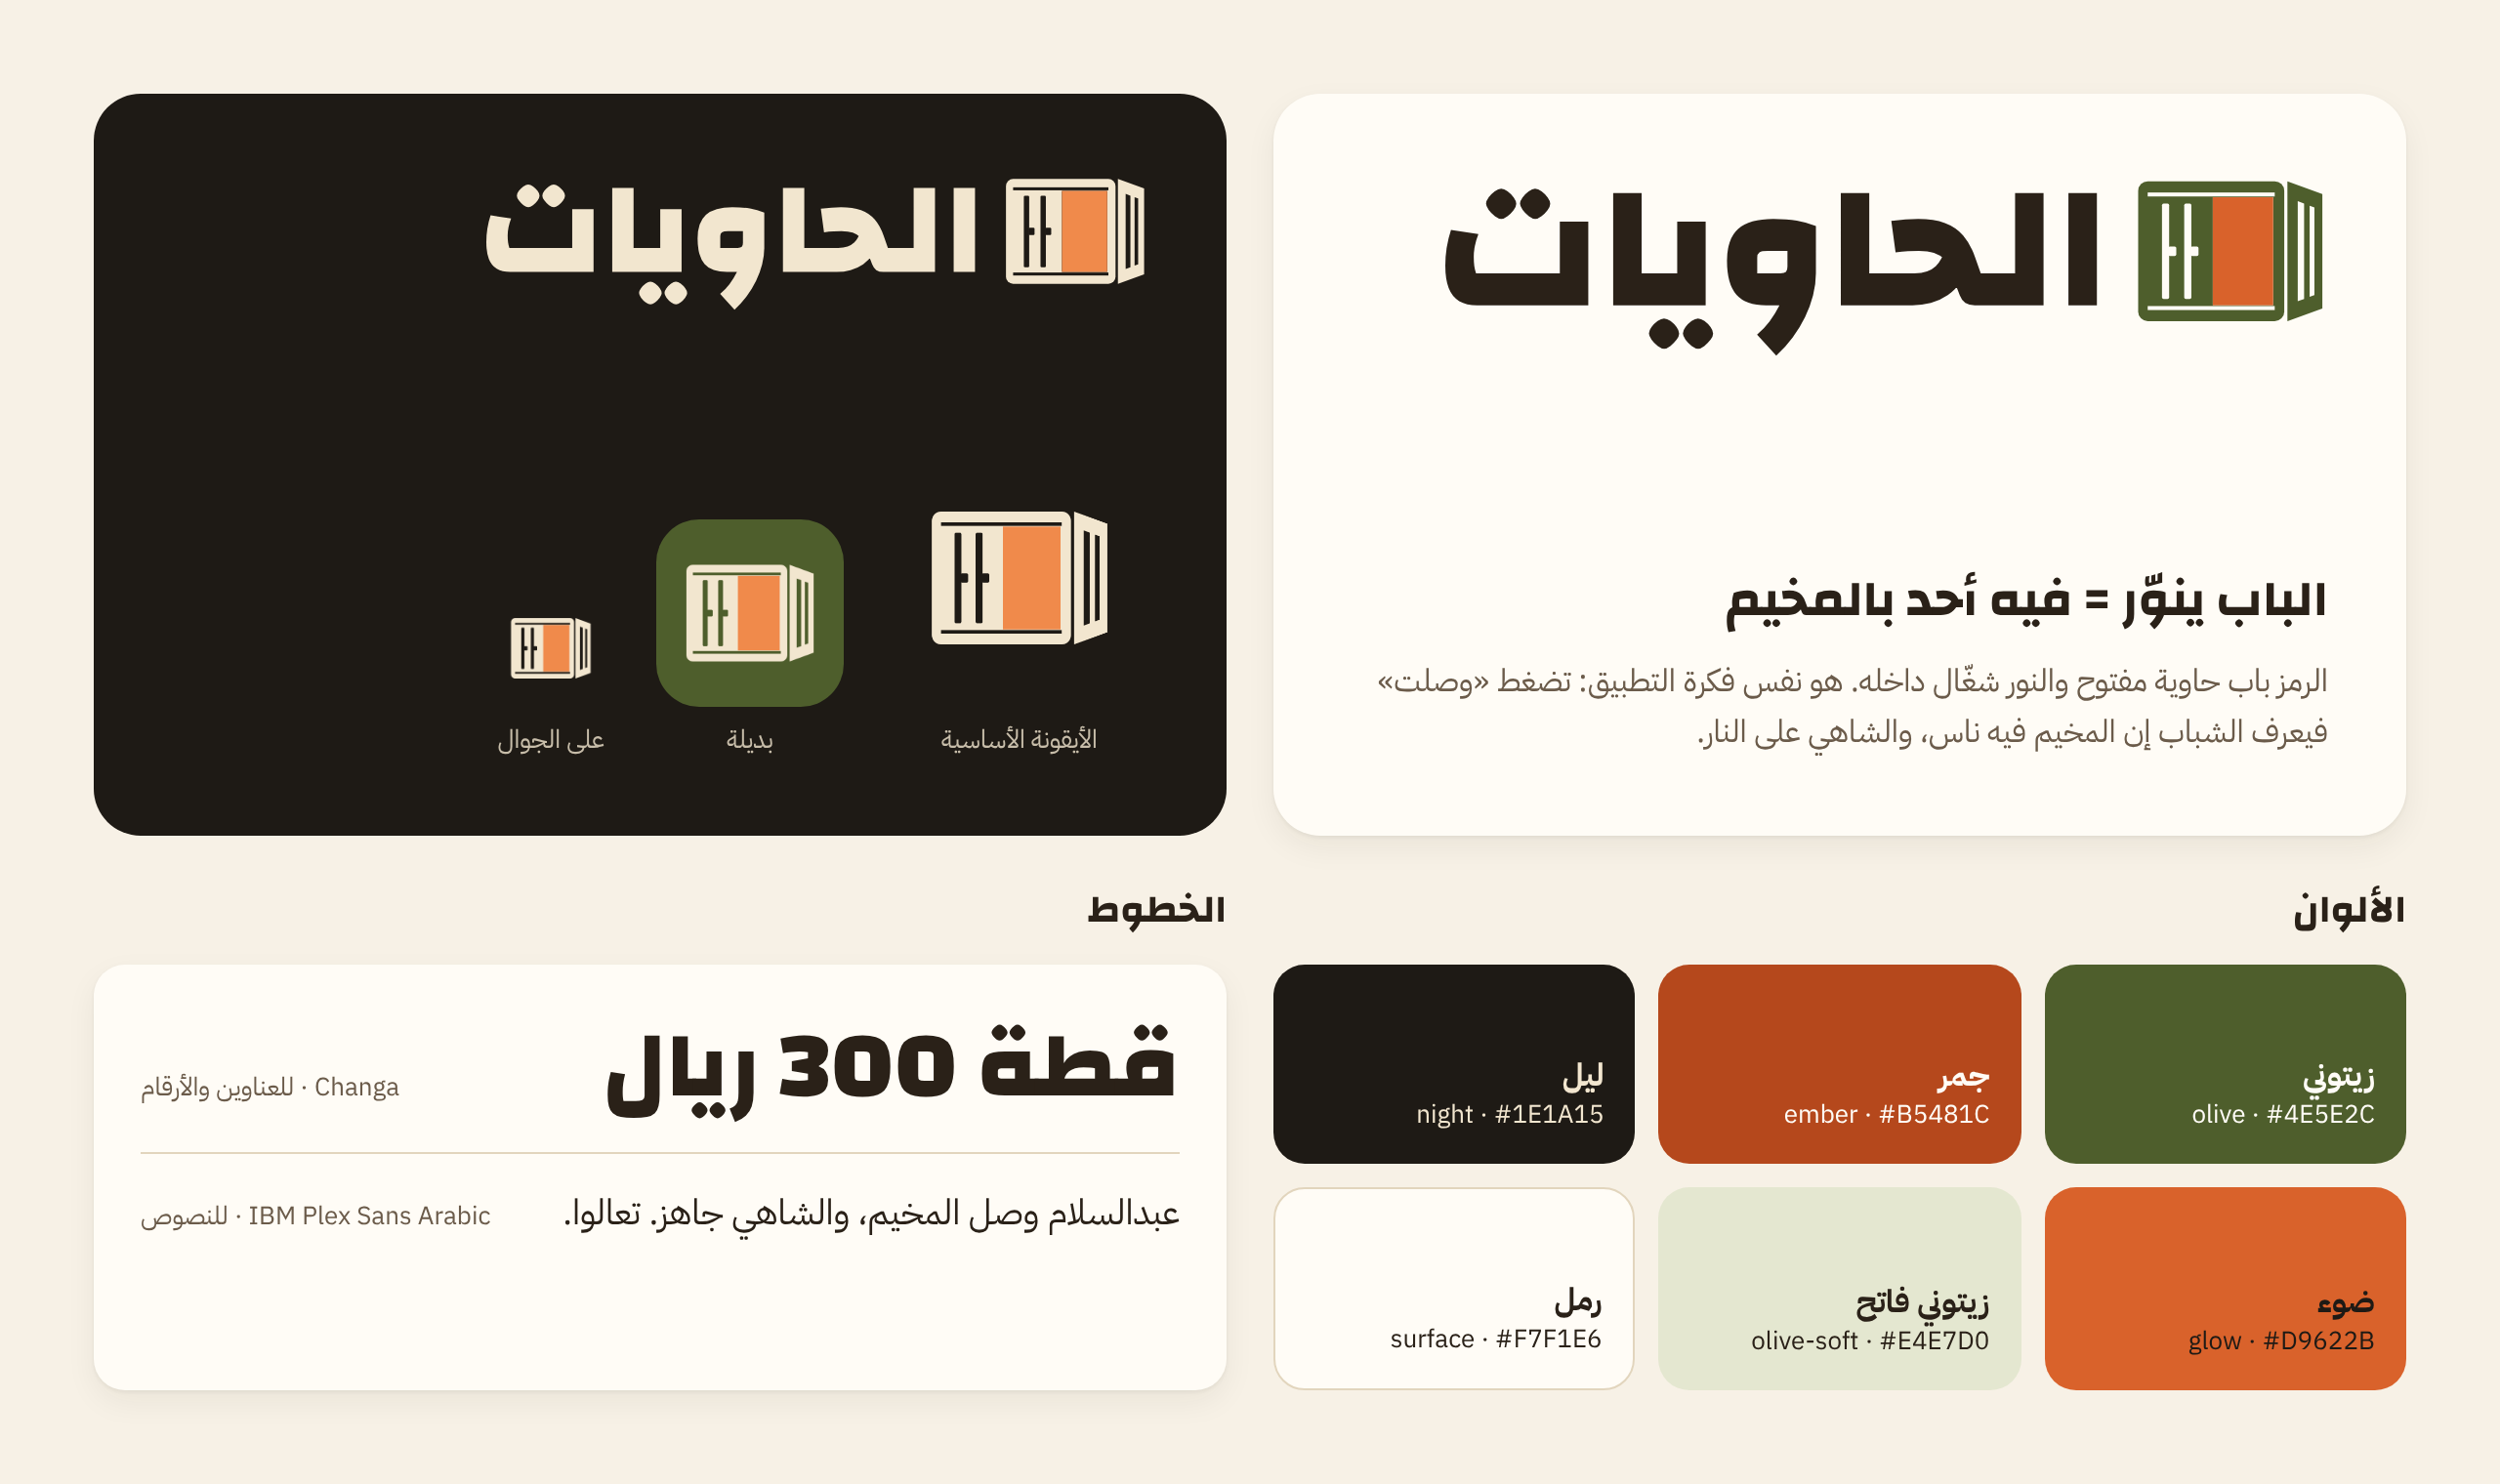 الحاويات
الباب ينوّر = فيه أحد بالمخيم
الرمز باب حاوية مفتوح والنور شغّال داخله. هو نفس فكرة التطبيق: تضغط «وصلت»
فيعرف الشباب إن المخيم فيه ناس، والشاهي على النار.
الحاويات
الأيقونة الأساسية
بديلة
على الجوال
الألوان
زيتوني
olive · #4E5E2C
جمر
ember · #B5481C
ليل
night · #1E1A15
ضوء
glow · #D9622B
زيتوني فاتح
olive-soft · #E4E7D0
رمل
surface · #F7F1E6
الخطوط
قطة 300 ريال
Changa · للعناوين والأرقام
عبدالسلام وصل المخيم، والشاهي جاهز. تعالوا.
IBM Plex Sans Arabic · للنصوص